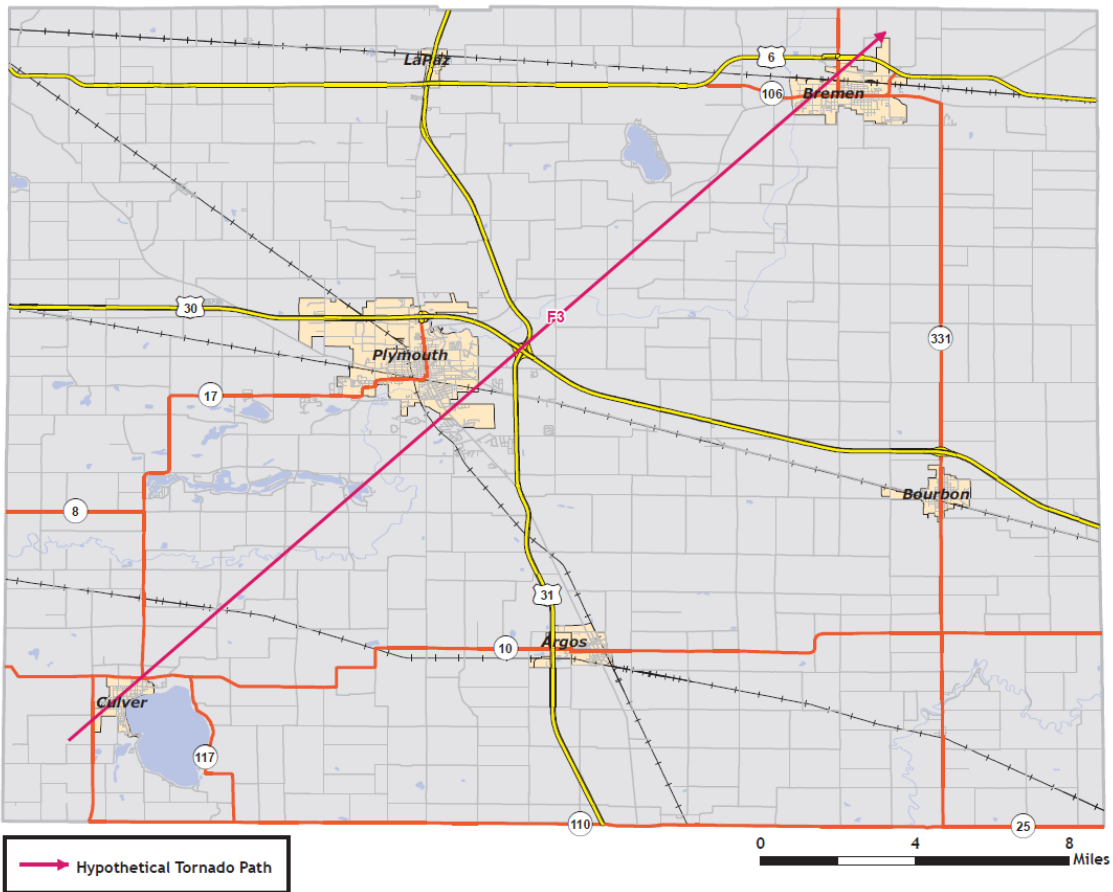 LaPaz
6
Bremen
106
30
F3
331
Plymouth
17
Bourbon
8
31
Argos
10
Culver
117
110
25
Hypothetical Tornado Path
0 4 8
Miles